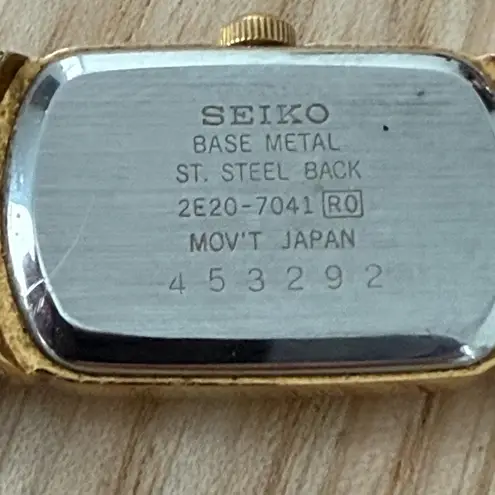 SEIKO
BASE METAL
ST. STEEL BACK
2E20-7041 R0
MOV'T JAPAN
453292